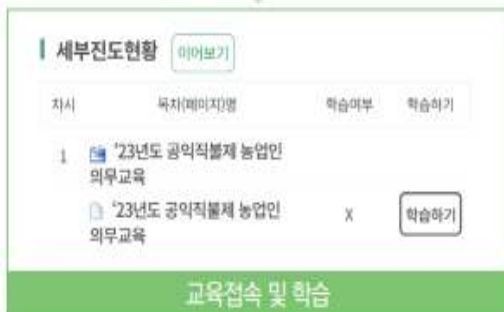 세부진도현황 이어보기
차시 목차(페이지)명 학습여부 학습하기
1 '23년도 공익직불제 농업인
의무교육
'23년도 공익직불제 농업인 X 학습하기
의무교육
교육접속 및 학습